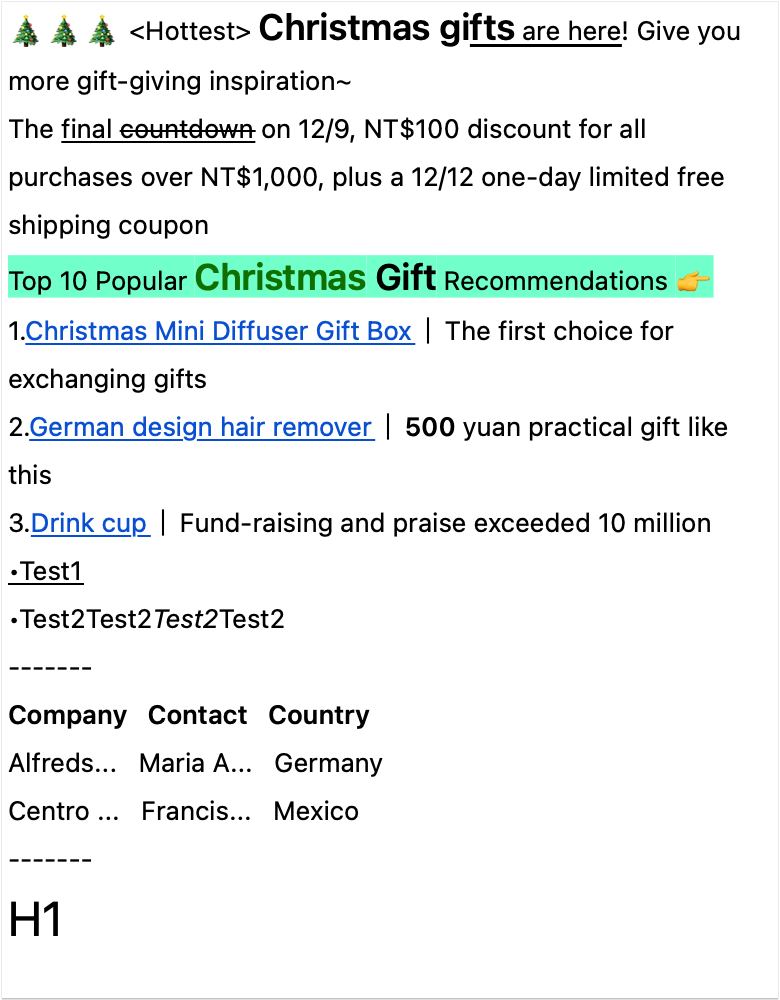 🎄🎄🎄 <Hottest> Christmas gifts are here! Give you
more gift-giving inspiration~
The final countdown on 12/9, NT$100 discount for all
purchases over NT$1,000, plus a 12/12 one-day limited free
shipping coupon
Top 10 Popular Christmas Gift Recommendations 👉
1.Christmas Mini Diffuser Gift Box｜The first choice for
exchanging gifts
2.German design hair remover｜500 yuan practical gift like
this
3.Drink cup｜Fund-raising and praise exceeded 10 million
•Test1
•Test2Test2Test2Test2
-------
Company Contact Country
Alfreds... Maria A... Germany
Centro ... Francis... Mexico
-------
H1